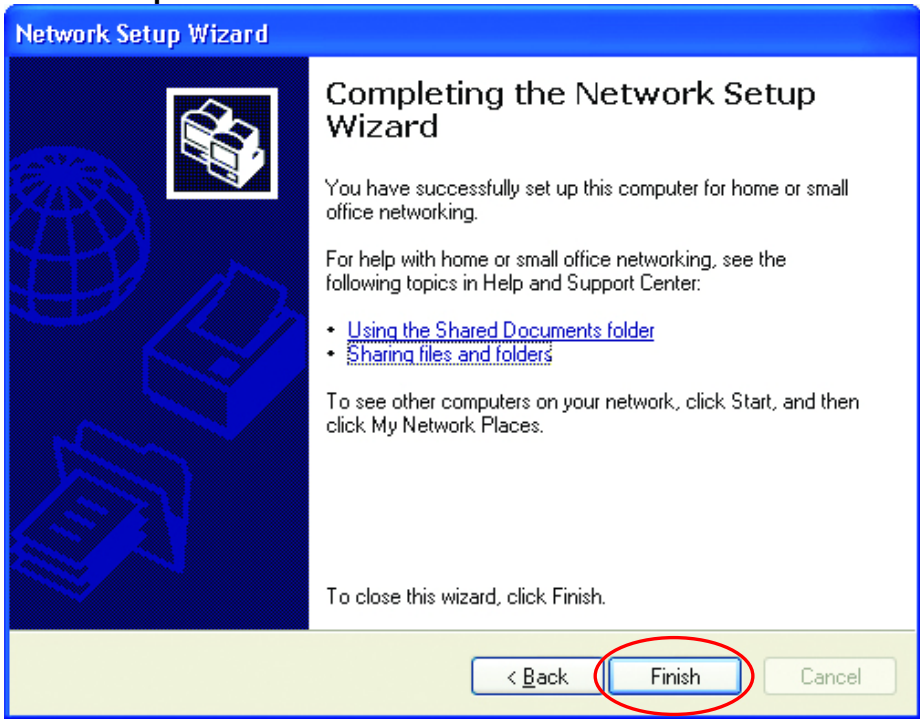 Network Setup Wizard
Completing the Network Setup
Wizard
You have successfully set up this computer for home or small
office networking.
For help with home or small office networking, see the
following topics in Help and Support Center:
• Using the Shared Documents folder
• Sharing files and folders
To see other computers on your network, click Start, and then
click My Network Places.
To close this wizard, click Finish.
< Back Finish Cancel